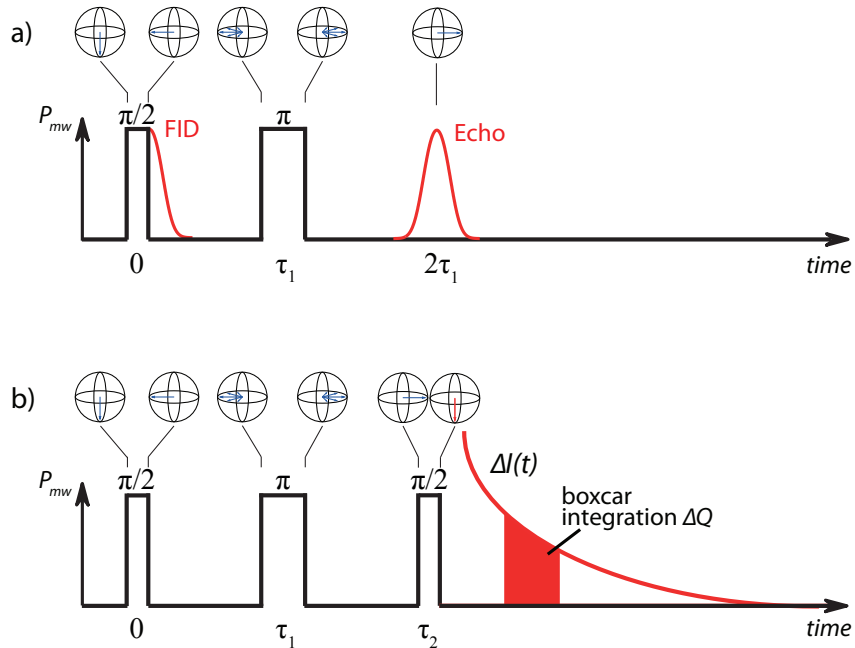 a)
P_mw
π/2
FID
π
Echo
0
τ₁
2τ₁
time
b)
P_mw
π/2
π
π/2
ΔI(t)
boxcar
integration ΔQ
0
τ₁
τ₂
time